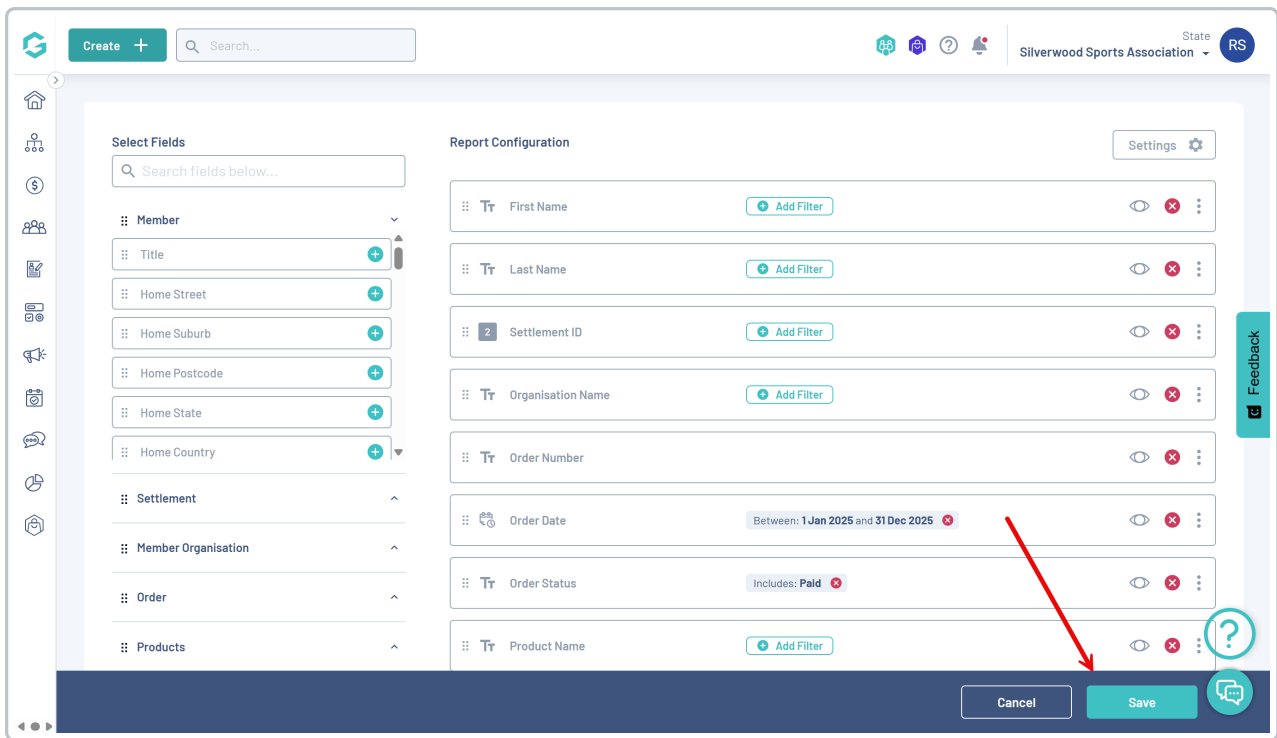 Create
Search...
State
Silverwood Sports Association
RS
Select Fields
Search fields below...
Member
Title
Home Street
Home Suburb
Home Postcode
Home State
Home Country
Settlement
Member Organisation
Order
Products
Report Configuration
Settings
First Name
Add Filter
Last Name
Add Filter
2
Settlement ID
Add Filter
Organisation Name
Add Filter
Order Number
Order Date
Between: 1 Jan 2025 and 31 Dec 2025
Order Status
Includes: Paid
Product Name
Add Filter
Feedback
Cancel
Save